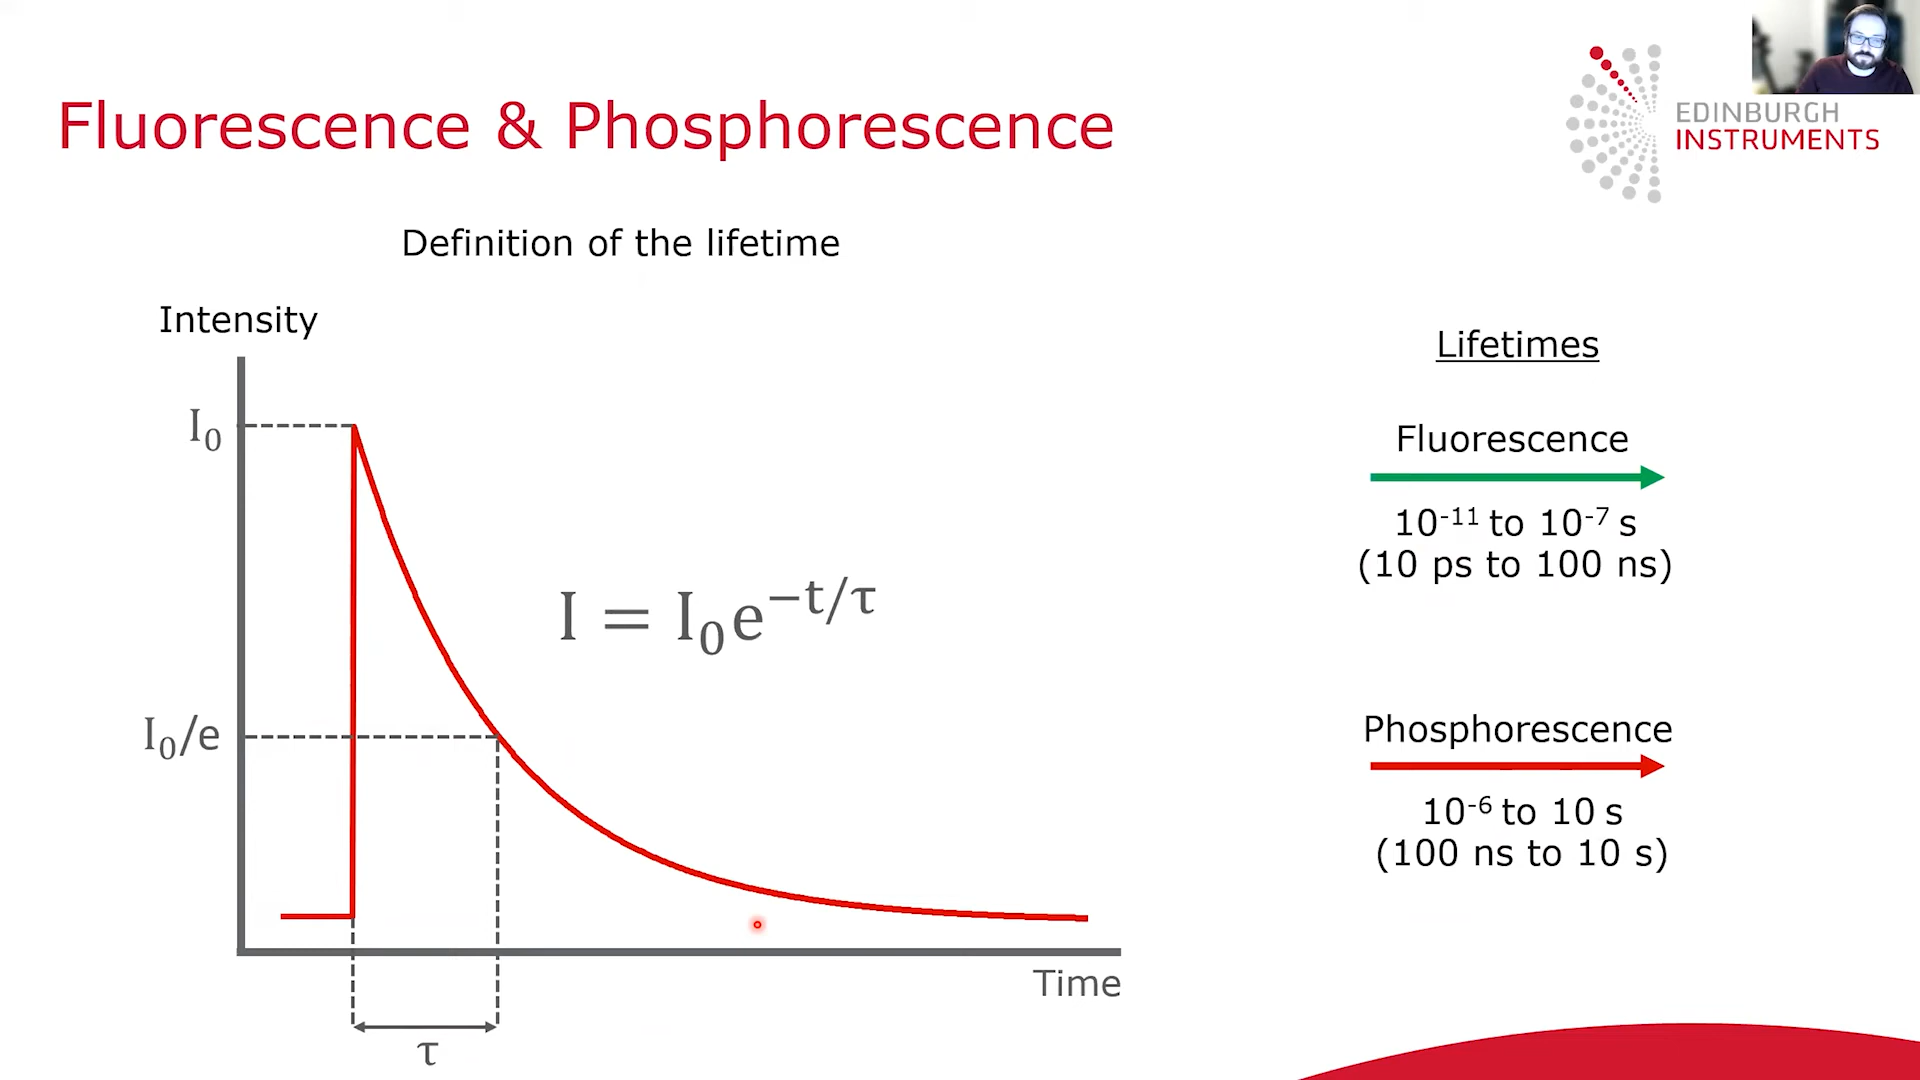 Fluorescence & Phosphorescence
EDINBURGH
INSTRUMENTS
Definition of the lifetime
Intensity
I₀
I₀/e
I = I₀e⁻ᵗ/τ
Time
τ
Lifetimes
Fluorescence
10⁻¹¹ to 10⁻⁷ s
(10 ps to 100 ns)
Phosphorescence
10⁻⁶ to 10 s
(100 ns to 10 s)